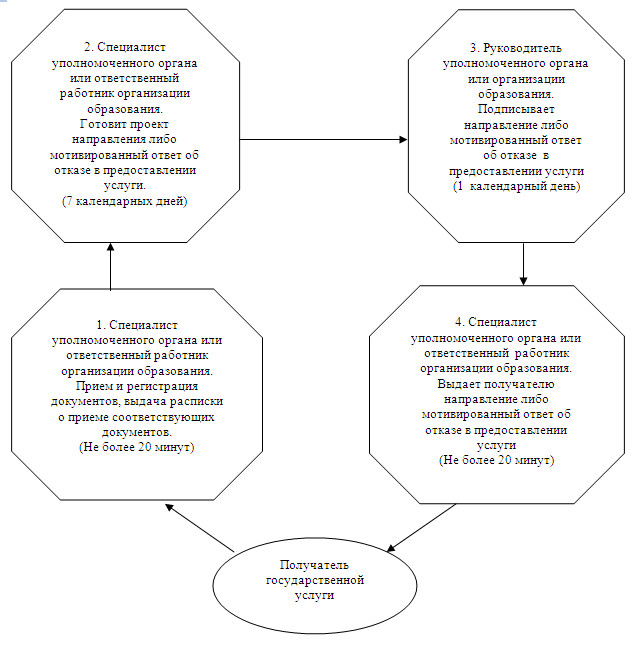 2. Специалист
уполномоченного органа
или ответственный
работник организации
образования.
Готовит проект
направления либо
мотивированный ответ об
отказе в предоставлении
услуги.
(7 календарных дней)
3. Руководитель
уполномоченного органа
или организации
образования.
Подписывает
направление либо
мотивированный ответ
об отказе в
предоставлении услуги
(1 календарный день)
1. Специалист
уполномоченного органа или
ответственный работник
организации образования.
Прием и регистрация
документов, выдача расписки
о приеме соответствующих
документов.
(Не более 20 минут)
4. Специалист
уполномоченного органа или
ответственный работник
организации образования.
Выдает получателю
направление либо
мотивированный ответ об
отказе в предоставлении
услуги
(Не более 20 минут)
Получатель
государственной
услуги